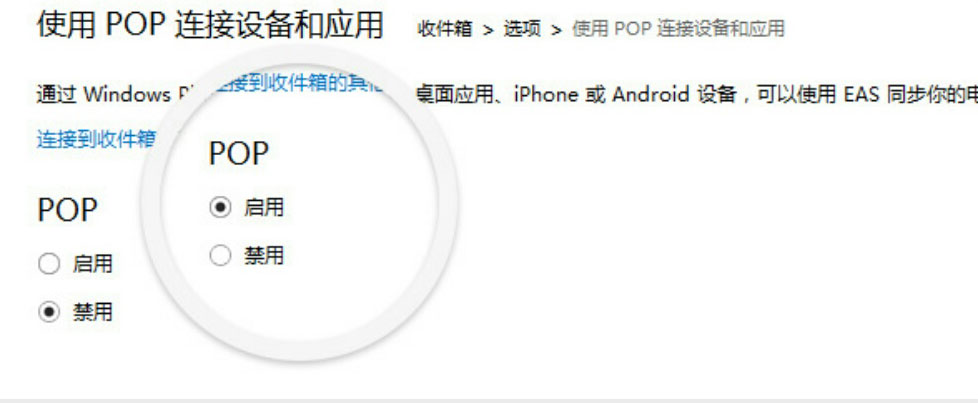 使用 POP 连接设备和应用 收件箱 > 选项 > 使用 POP 连接设备和应用
通过 Windows 桌面应用、iPhone 或 Android 设备，可以使用 EAS 同步你的
连接到收件箱的其他
连接到收件箱
POP
启用
禁用
POP
启用
禁用